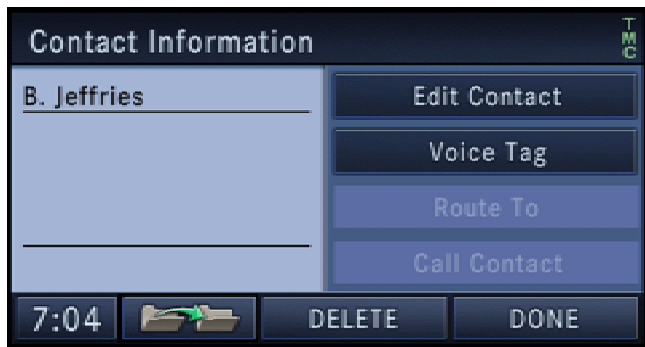 Contact Information
TMC
B. Jeffries
Edit Contact
Voice Tag
Route To
Call Contact
7:04
DELETE
DONE